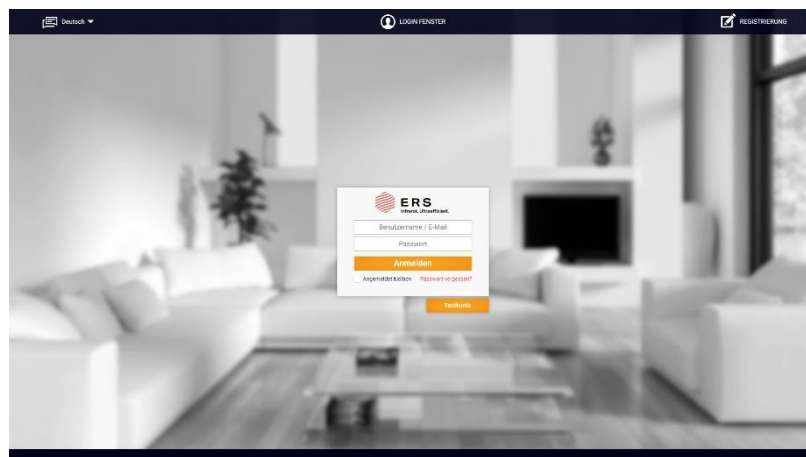 Deutsch
LOGIN FENSTER
REGISTRIERUNG
ERS
Infrarot. Ultraeffizient.
Benutzername / E-Mail
Passwort
Anmelden
Angemeldet bleiben Passwort vergessen?
Testkonto